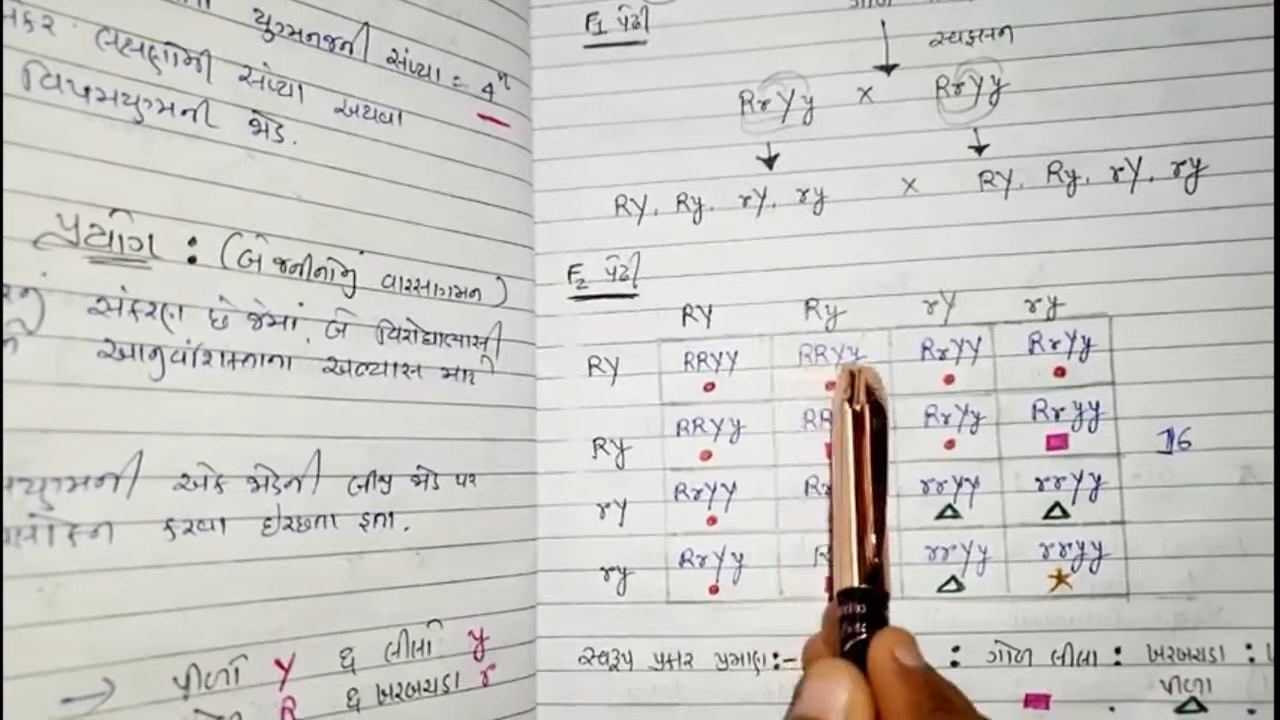 યુગ્મનજની સંખ્યા = 4ⁿ
સંકર લક્ષણોની સંખ્યા અથવા
વિષમયુગ્મની જોડ.
પ્રયોગ : (બે જનીનોનું વારસાગમન)
સંકરણ છે જેમાં બે વિરોધાભાસી
આનુવંશિકતાના અભ્યાસ માટે
યુગ્મની એક જોડની બીજી જોડ પર
કરવા ઇચ્છતા હતા.
→ પીળો Y છે લીલો y
R છે ખરબચડા r
F1 પેઢી
સ્વફલન
RrYy x RrYy
RY, Ry, rY, ry x RY, Ry, rY, ry
F2 પેઢી
RY Ry rY ry
RY RRYY RRYy RrYY RrYy
Ry RRYy RR RrYy Rryy 16
rY RrYY Rr rrYY rrYy
ry RrYy R rrYy rryy
સ્વરૂપ પ્રકાર પ્રમાણ:- : ગોળ લીલા : ખરબચડા :
પીળા